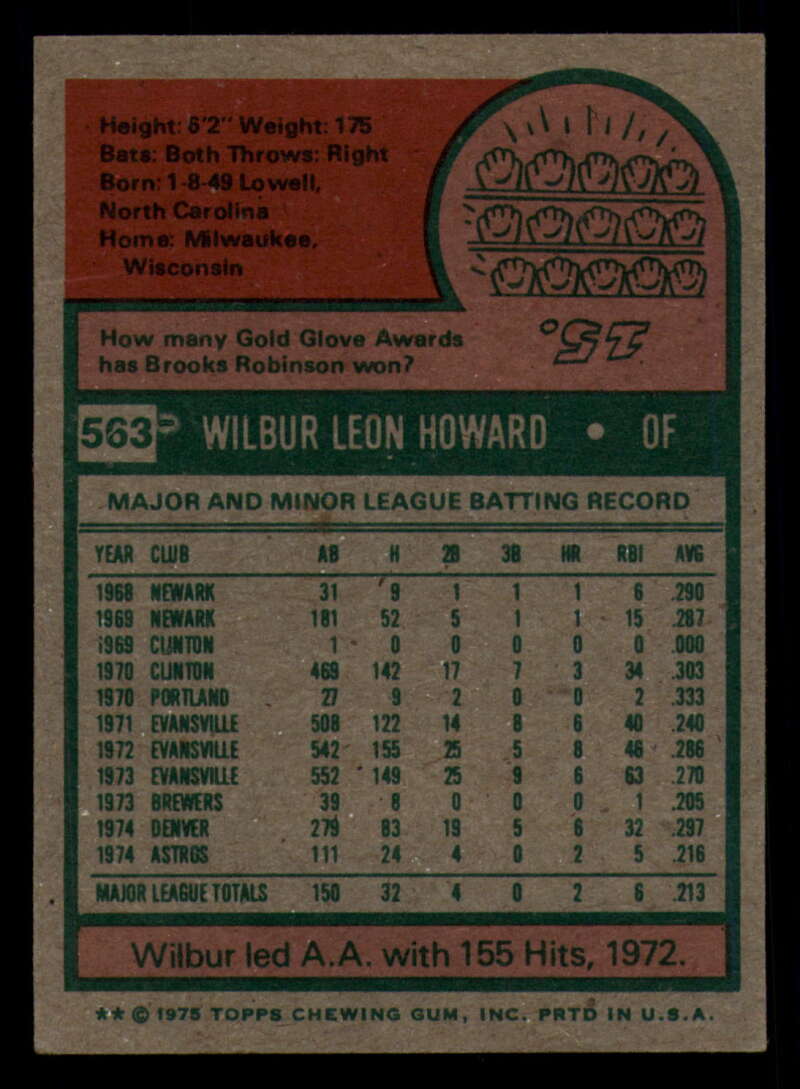 Height: 6'2" Weight: 175
Bats: Both Throws: Right
Born: 1-8-49 Lowell,
North Carolina
Home: Milwaukee,
Wisconsin
How many Gold Glove Awards
has Brooks Robinson won?
15.
563 WILBUR LEON HOWARD • OF
MAJOR AND MINOR LEAGUE BATTING RECORD
YEAR CLUB AB H 2B 3B HR RBI AVG
1968 NEWARK 31 9 1 1 1 6 .290
1969 NEWARK 181 52 5 1 1 15 .287
1969 CLINTON 1 0 0 0 0 0 .000
1970 CLINTON 469 142 17 7 3 34 .303
1970 PORTLAND 27 9 2 0 0 2 .333
1971 EVANSVILLE 508 122 14 8 6 40 .240
1972 EVANSVILLE 542 155 25 5 8 46 .286
1973 EVANSVILLE 552 149 25 9 6 63 .270
1973 BREWERS 39 8 0 0 0 1 .205
1974 DENVER 279 83 19 5 6 32 .297
1974 ASTROS 111 24 4 0 2 5 .216
MAJOR LEAGUE TOTALS 150 32 4 0 2 6 .213
Wilbur led A.A. with 155 Hits, 1972.
** © 1975 TOPPS CHEWING GUM, INC. PRTD IN U.S.A.